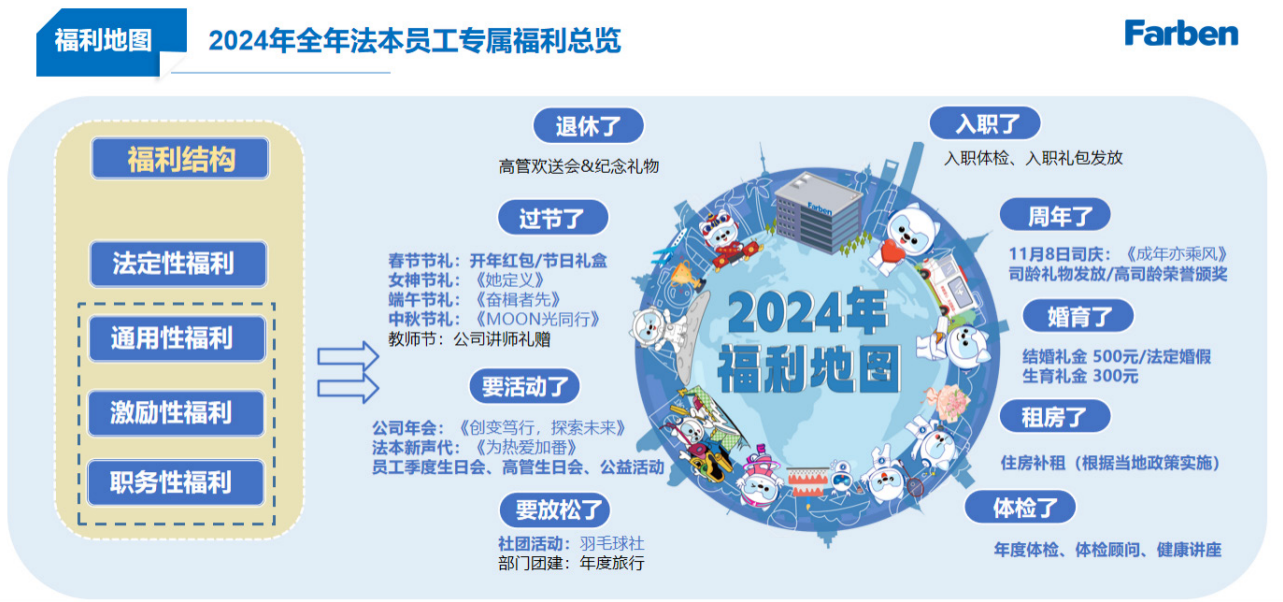 福利地图
2024年全年法本员工专属福利总览
Farben
福利结构
法定性福利
通用性福利
激励性福利
职务性福利
退休了
高管欢送会&纪念礼物
过节了
春节节礼：开年红包/节日礼盒
女神节礼：《她定义》
端午节礼：《奋楫者先》
中秋节礼：《MOON光同行》
教师节：公司讲师礼赠
要活动了
公司年会：《创变笃行，探索未来》
法本新声代：《为热爱加番》
员工季度生日会、高管生日会、公益活动
要放松了
社团活动：羽毛球社
部门团建：年度旅行
Farben
2024年
福利地图
入职了
入职体检、入职礼包发放
周年了
11月8日司庆：《成年亦乘风》
司龄礼物发放/高司龄荣誉颁奖
婚育了
结婚礼金 500元/法定婚假
生育礼金 300元
租房了
住房补租（根据当地政策实施）
体检了
年度体检、体检顾问、健康讲座